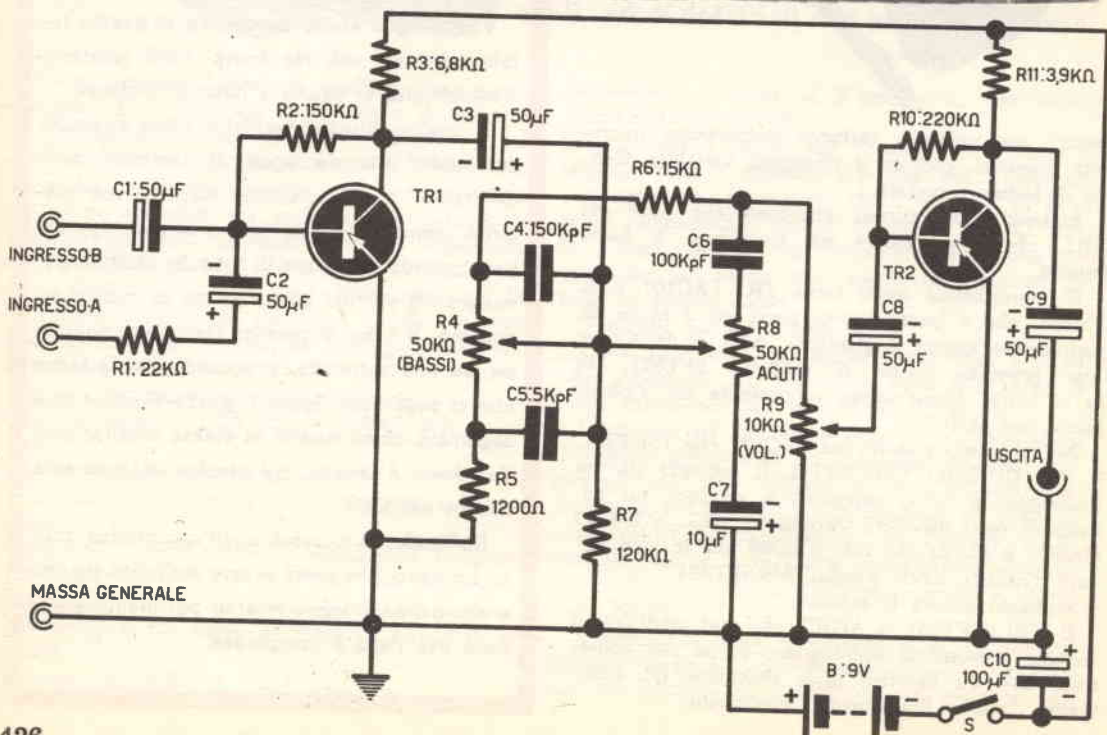 R3:6,8KΩ
R11:3,9KΩ
R2:150KΩ
C3
50µF
-
+
R10:220KΩ
C1:50µF
TR1
R6:15KΩ
INGRESSO-B
-
C2
50µF
+
C4:150KpF
C6
100KpF
TR2
INGRESSO-A
C8
-
+
50µF
C9
-
+
50µF
R1:22KΩ
R4
50KΩ
(BASSI)
R8
50KΩ
ACUTI
R9
10KΩ
(VOL.)
C5:5KpF
USCITA
R5
1200Ω
C7
-
+
10µF
R7
120KΩ
MASSA GENERALE
B:9V
+
-
S
C10
100µF
+
-